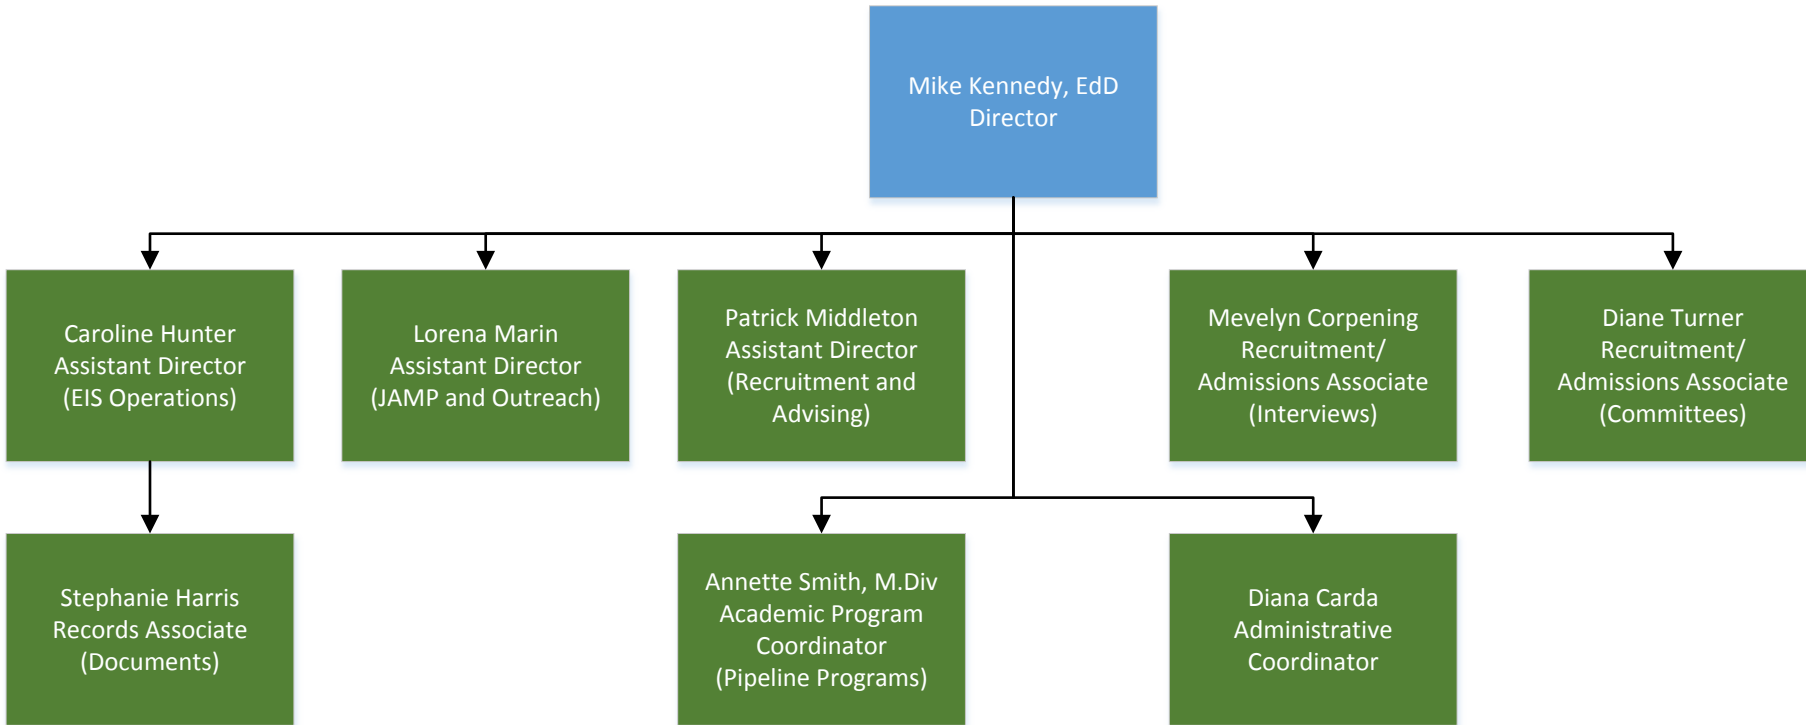 Mike Kennedy, EdD
Director
Caroline Hunter
Assistant Director
(EIS Operations)
Lorena Marin
Assistant Director
(JAMP and Outreach)
Patrick Middleton
Assistant Director
(Recruitment and
Advising)
Mevelyn Corpening
Recruitment/
Admissions Associate
(Interviews)
Diane Turner
Recruitment/
Admissions Associate
(Committees)
Stephanie Harris
Records Associate
(Documents)
Annette Smith, M.Div
Academic Program
Coordinator
(Pipeline Programs)
Diana Carda
Administrative
Coordinator